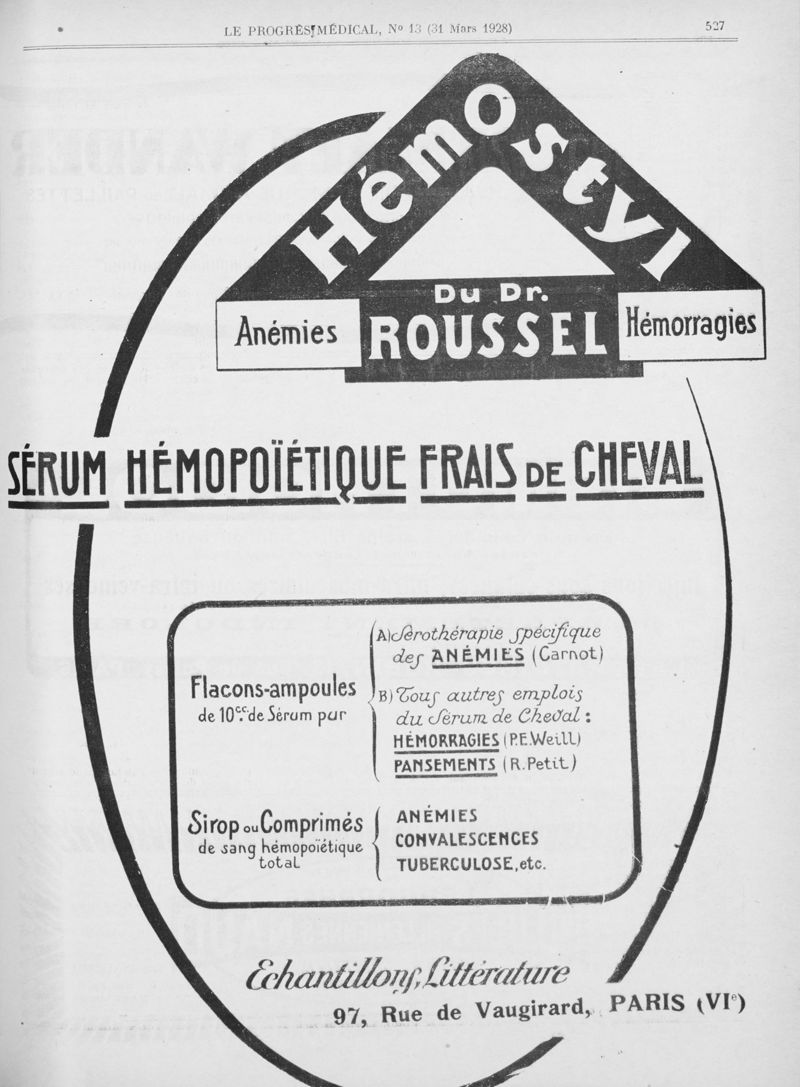 LE PROGRÈS MÉDICAL, Nº 13 (31 Mars 1928)
527
Hémostyl
Du Dr.
ROUSSEL
Anémies
Hémorragies
SÉRUM HÉMOPOÏÉTIQUE FRAIS DE CHEVAL
Flacons-ampoules
de 10c.c. de Sérum pur
A) Sérothérapie spécifique
des ANÉMIES (Carnot)
B) Tous autres emplois
du Sérum de Cheval :
HÉMORRAGIES (P.E.Weill)
PANSEMENTS (R.Petit)
Sirop ou Comprimés
de sang hémopoïétique
total
ANÉMIES
CONVALESCENCES
TUBERCULOSE, etc.
Echantillons, Littérature
97, Rue de Vaugirard, PARIS (VIe)